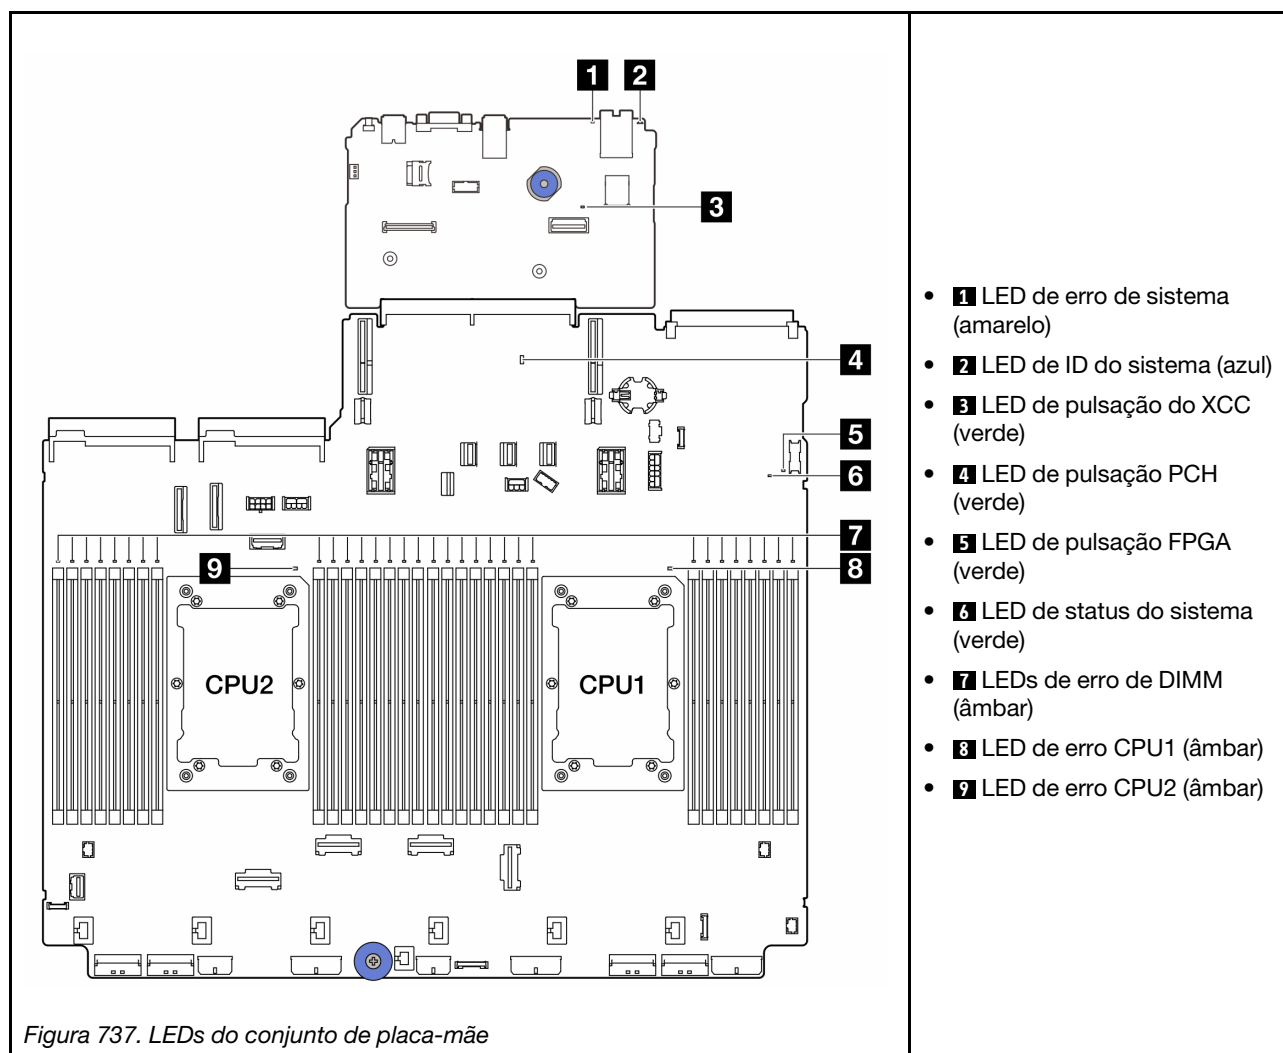 1 2
3
4
5
6
7
9 8
CPU2 CPU1
Figura 737. LEDs do conjunto de placa-mãe
• 1 LED de erro de sistema
(amarelo)
• 2 LED de ID do sistema (azul)
• 3 LED de pulsação do XCC
(verde)
• 4 LED de pulsação PCH
(verde)
• 5 LED de pulsação FPGA
(verde)
• 6 LED de status do sistema
(verde)
• 7 LEDs de erro de DIMM
(âmbar)
• 8 LED de erro CPU1 (âmbar)
• 9 LED de erro CPU2 (âmbar)